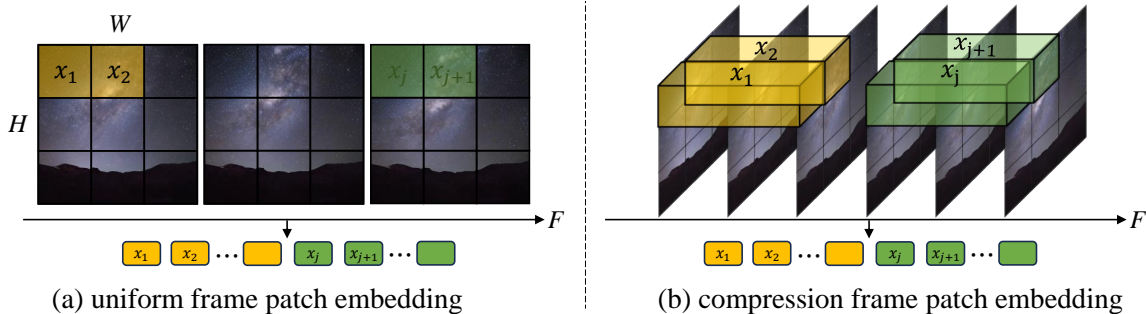 W
H
x₁ x₂ xⱼ xⱼ₊₁
F
x₁ x₂ ••• xⱼ xⱼ₊₁ •••
(a) uniform frame patch embedding
x₂ xⱼ₊₁
x₁ xⱼ
F
x₁ x₂ ••• xⱼ xⱼ₊₁ •••
(b) compression frame patch embedding